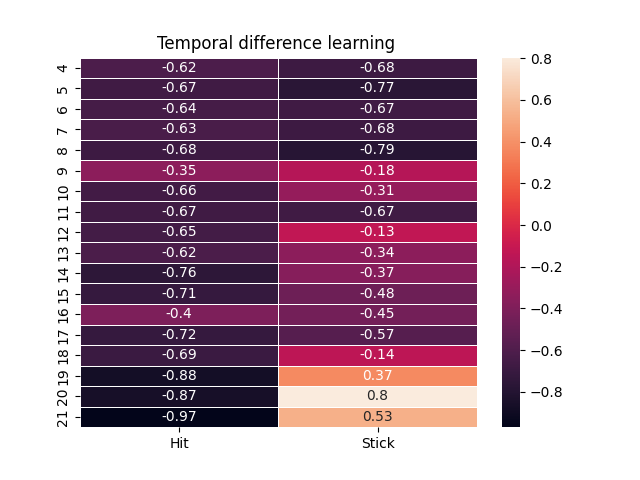 Temporal difference learning
4 -0.62 -0.68
5 -0.67 -0.77
6 -0.64 -0.67
7 -0.63 -0.68
8 -0.68 -0.79
9 -0.35 -0.18
10 -0.66 -0.31
11 -0.67 -0.67
12 -0.65 -0.13
13 -0.62 -0.34
14 -0.76 -0.37
15 -0.71 -0.48
16 -0.4 -0.45
17 -0.72 -0.57
18 -0.69 -0.14
19 -0.88 0.37
20 -0.87 0.8
21 -0.97 0.53
Hit Stick
0.8
0.6
0.4
0.2
0.0
−0.2
−0.4
−0.6
−0.8